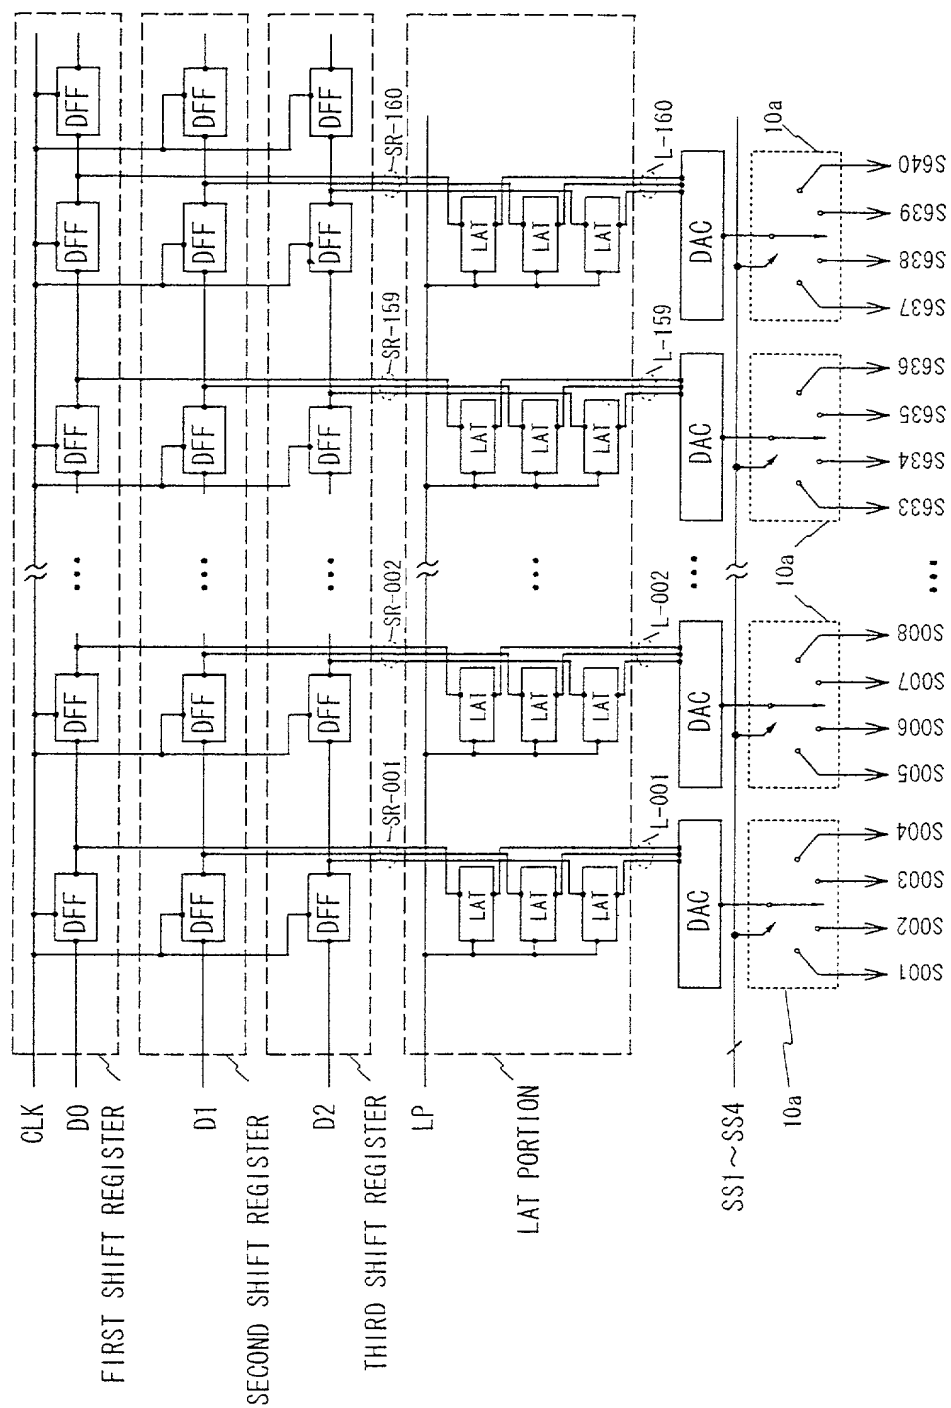 CLK
D0
DFF
DFF
...
DFF
DFF
DFF
FIRST SHIFT REGISTER
D1
DFF
DFF
...
DFF
DFF
DFF
SECOND SHIFT REGISTER
D2
DFF
DFF
...
DFF
DFF
DFF
THIRD SHIFT REGISTER
SR-001
SR-002
SR-159
SR-160
LP
LAT
LAT
LAT
LAT
LAT
LAT
LAT
LAT
LAT
...
LAT
LAT
LAT
LAT PORTION
L-001
L-002
L-159
L-160
DAC
DAC
...
DAC
DAC
SS1~SS4
10a
10a
10a
10a
S001
S002
S003
S004
S005
S006
S007
S008
...
S633
S634
S635
S636
S637
S638
S639
S640